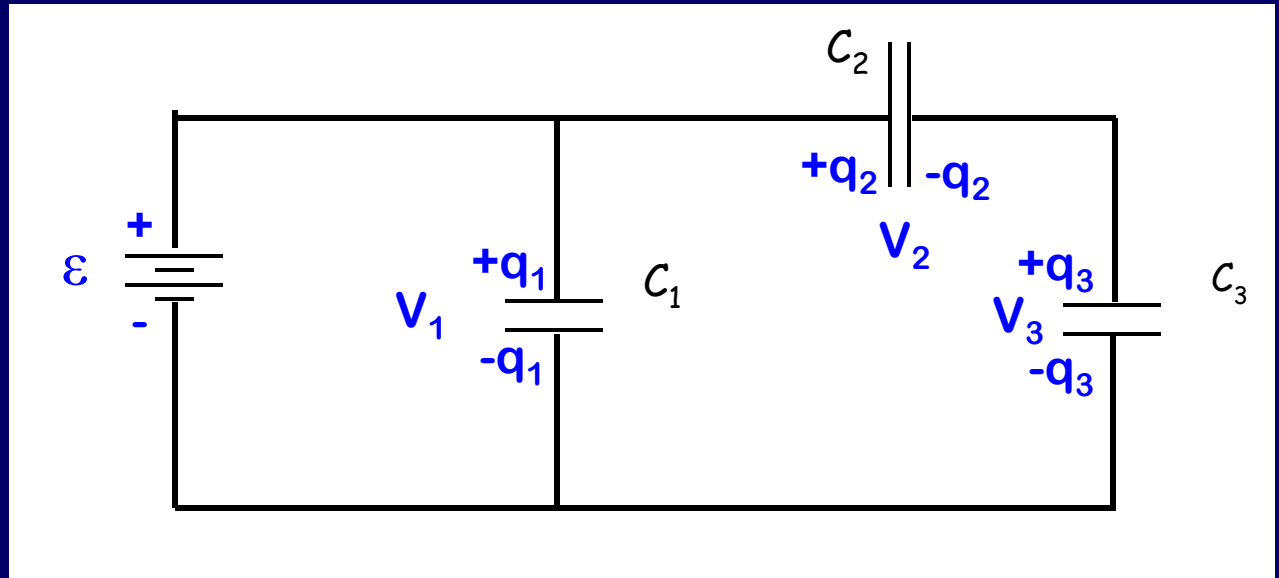 C₂
+q₂ -q₂
+
V₂
ε
+q₁
C₁
+q₃
C₃
V₁
V₃
-
-q₁
-q₃